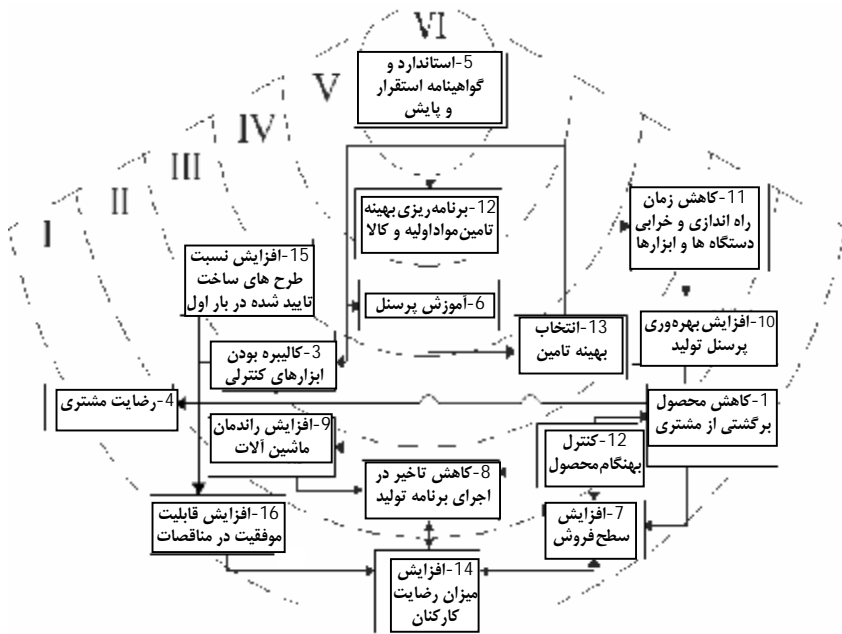 VI
5-استاندارد و
گواهینامه استقرار
و پایش
V
IV
III
II
I
12-برنامه ریزی بهینه
تامین مواداولیه و کالا
11-کاهش زمان
راه اندازی و خرابی
دستگاه ها و ابزارها
15-افزایش نسبت
طرح های ساخت
تایید شده در بار اول
6-آموزش پرسنل
13-انتخاب
بهینه تامین
10-افزایش بهره‌وری
پرسنل تولید
3-کالیبره بودن
ابزارهای کنترلی
4-رضایت مشتری
1-کاهش محصول
برگشتی از مشتری
9-افزایش راندمان
ماشین آلات
12-کنترل
بهنگام محصول
8-کاهش تاخیر در
اجرای برنامه تولید
16-افزایش قابلیت
موفقیت در مناقصات
7-افزایش
سطح فروش
14-افزایش
میزان رضایت
کارکنان